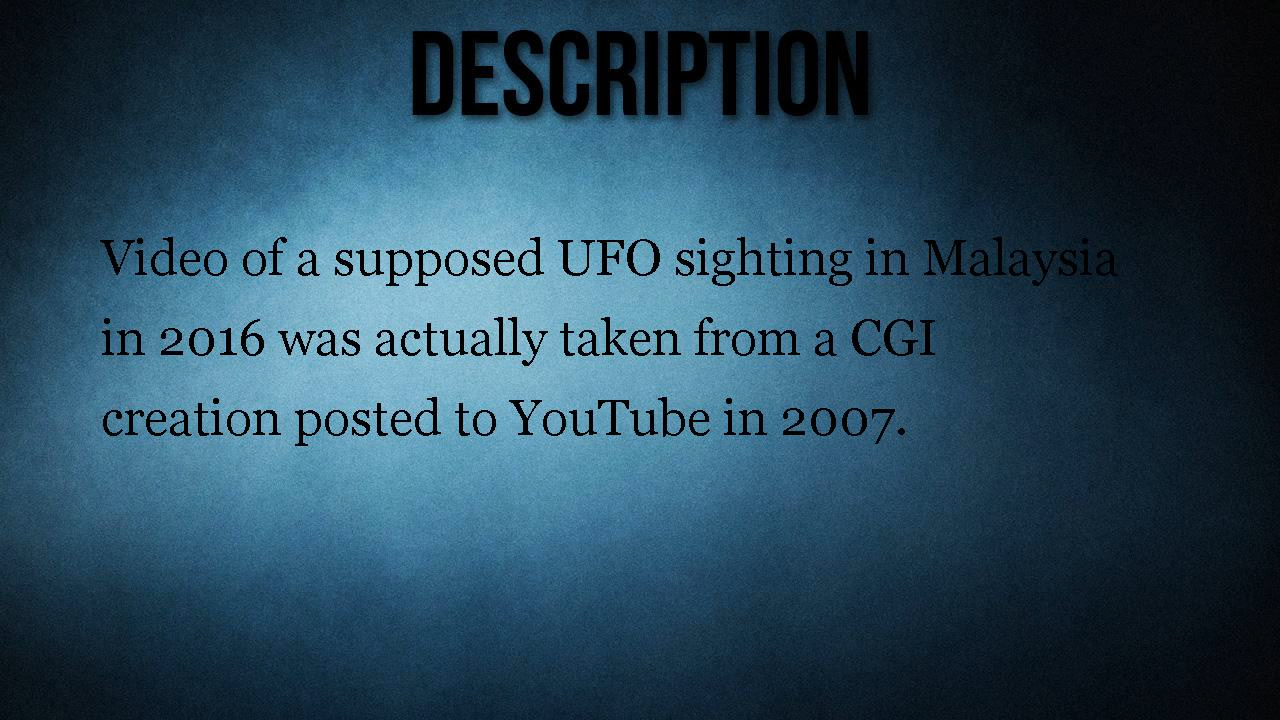 DESCRIPTION
Video of a supposed UFO sighting in Malaysia
in 2016 was actually taken from a CGI
creation posted to YouTube in 2007.